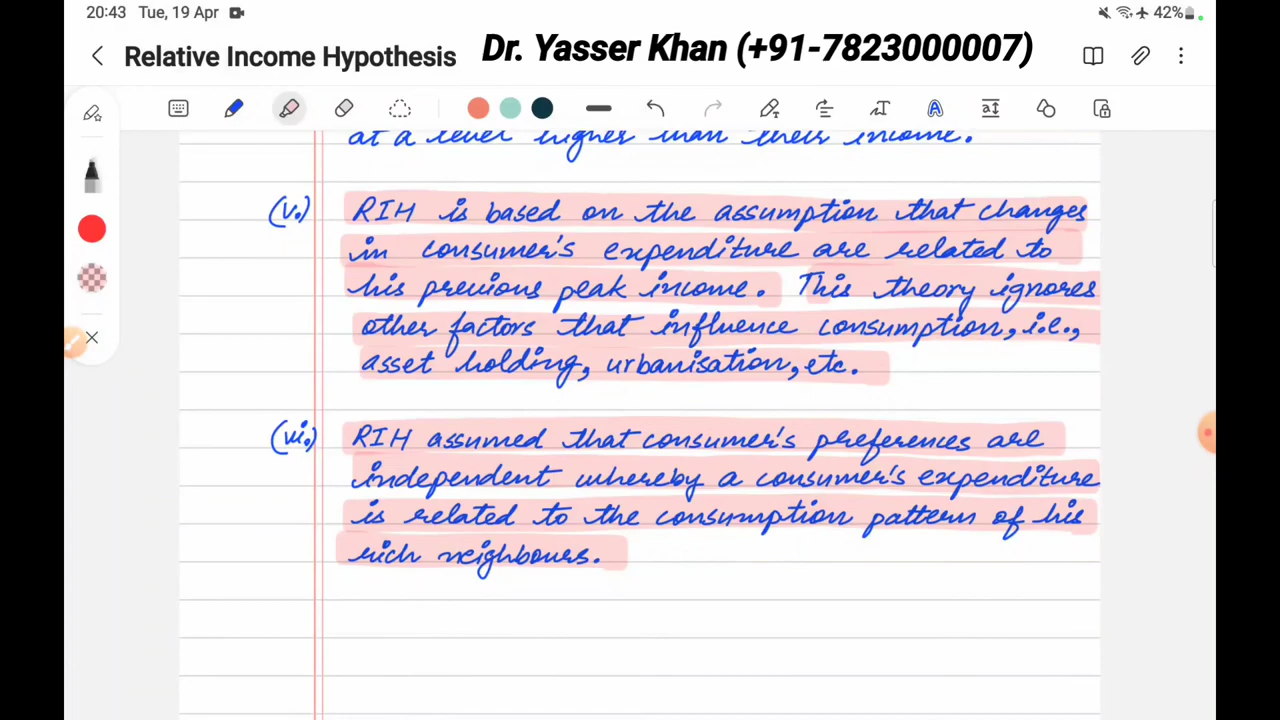 20:43 Tue, 19 Apr 42%
Relative Income Hypothesis Dr. Yasser Khan (+91-7823000007)
at a level higher than their income.
(v.) RIH is based on the assumption that changes
in consumer's expenditure are related to
his previous peak income. This theory ignores
other factors that influence consumption, i.e.,
asset holding, urbanisation, etc.
(vi.) RIH assumed that consumer's preferences are
independent whereby a consumer's expenditure
is related to the consumption pattern of his
rich neighbours.